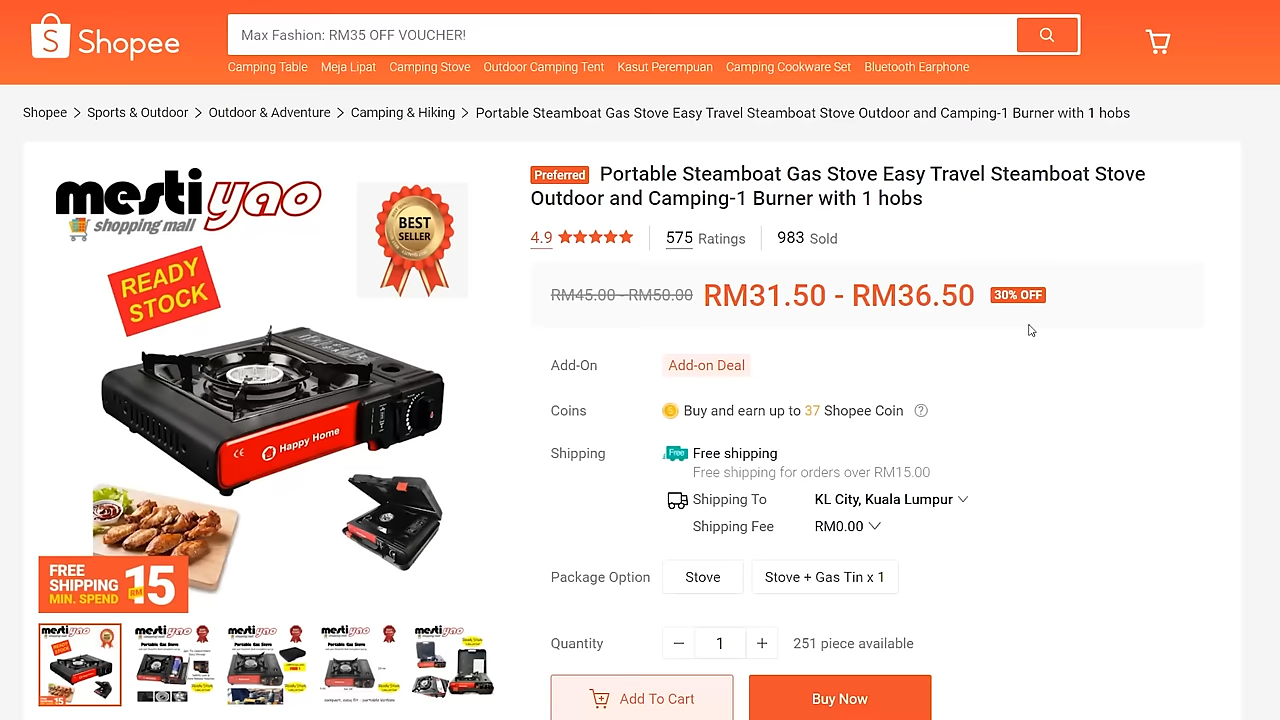 Shopee
Max Fashion: RM35 OFF VOUCHER!
Camping Table Meja Lipat Camping Stove Outdoor Camping Tent Kasut Perempuan Camping Cookware Set Bluetooth Earphone
Shopee > Sports & Outdoor > Outdoor & Adventure > Camping & Hiking > Portable Steamboat Gas Stove Easy Travel Steamboat Stove Outdoor and Camping-1 Burner with 1 hobs
mestiyao
shopping mall
BEST
SELLER
READY
STOCK
CE
Happy Home
FREE
SHIPPING
MIN. SPEND RM 15
Preferred Portable Steamboat Gas Stove Easy Travel Steamboat Stove
Outdoor and Camping-1 Burner with 1 hobs
4.9 575 Ratings 983 Sold
RM45.00 - RM50.00 RM31.50 - RM36.50 30% OFF
Add-On Add-on Deal
Coins Buy and earn up to 37 Shopee Coin ?
Shipping Free Free shipping
Free shipping for orders over RM15.00
Shipping To KL City, Kuala Lumpur
Shipping Fee RM0.00
Package Option Stove Stove + Gas Tin x 1
Quantity − 1 + 251 piece available
Add To Cart Buy Now